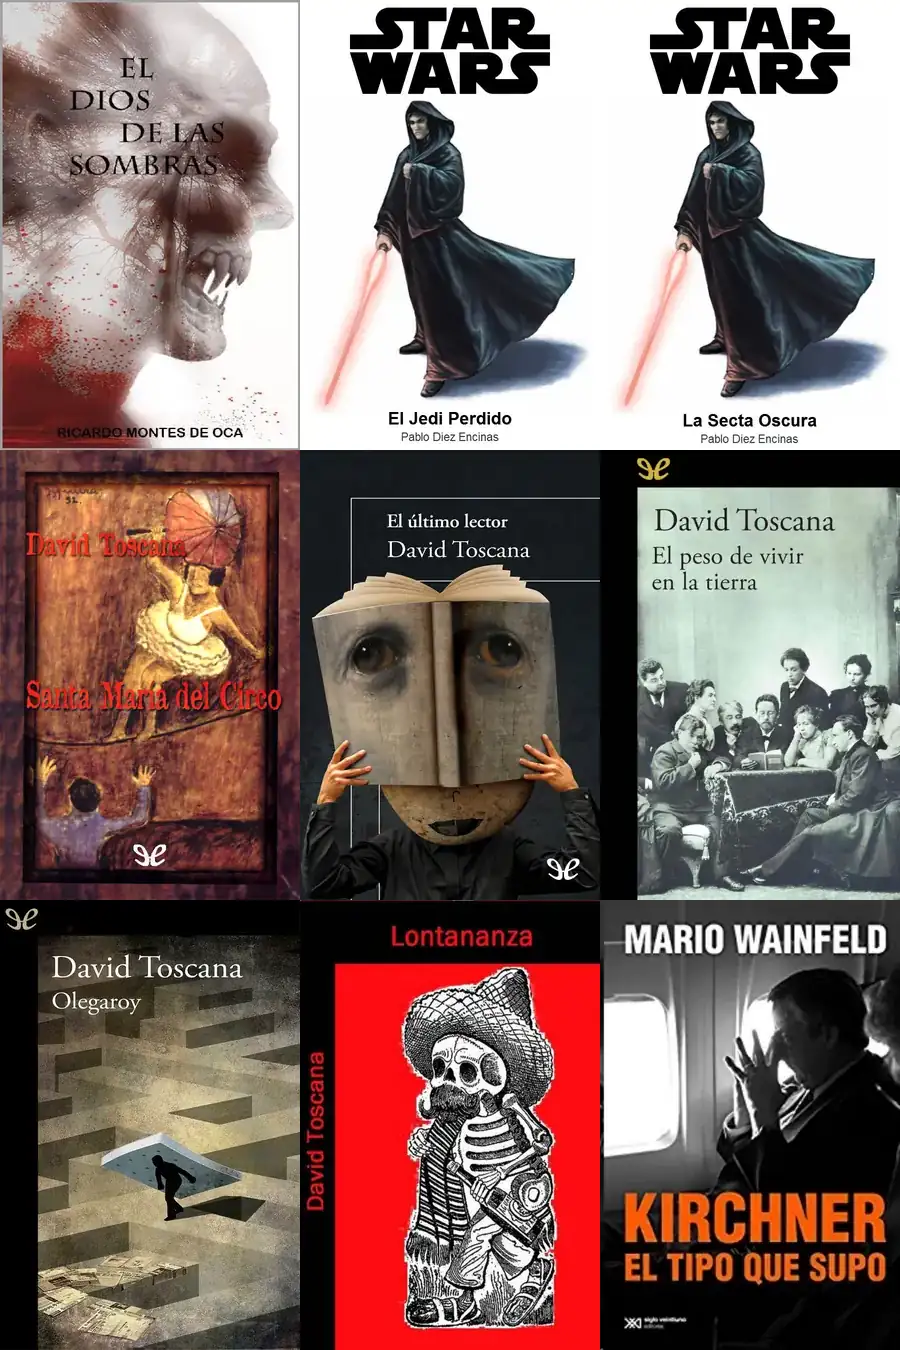 EL
DIOS
DE LAS
SOMBRAS
RICARDO MONTES DE OCA
STAR
WARS
El Jedi Perdido
Pablo Diez Encinas
STAR
WARS
La Secta Oscura
Pablo Diez Encinas
David Toscana
Santa María del Circo
El último lector
David Toscana
David Toscana
El peso de vivir
en la tierra
David Toscana
Olegaroy
Lontananza
David Toscana
MARIO WAINFELD
KIRCHNER
EL TIPO QUE SUPO
siglo veintiuno
editores